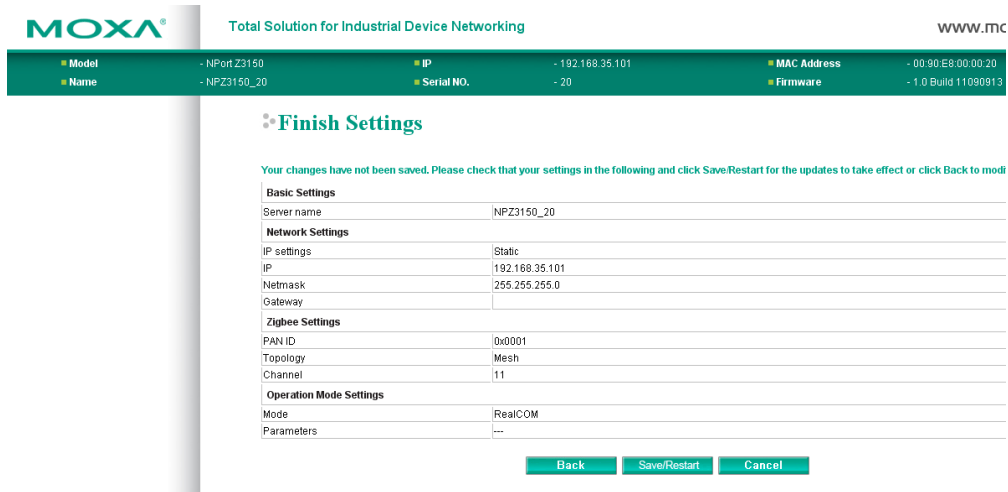 MOXA®
Total Solution for Industrial Device Networking
www.mo
Model - NPort Z3150 IP - 192.168.35.101 MAC Address - 00:90:E8:00:00:20
Name - NPZ3150_20 Serial NO. - 20 Firmware - 1.0 Build 11090913
Finish Settings
Your changes have not been saved. Please check that your settings in the following and click Save/Restart for the updates to take effect or click Back to modi
Basic Settings
Server name NPZ3150_20
Network Settings
IP settings Static
IP 192.168.35.101
Netmask 255.255.255.0
Gateway
Zigbee Settings
PAN ID 0x0001
Topology Mesh
Channel 11
Operation Mode Settings
Mode RealCOM
Parameters ---
Back Save/Restart Cancel